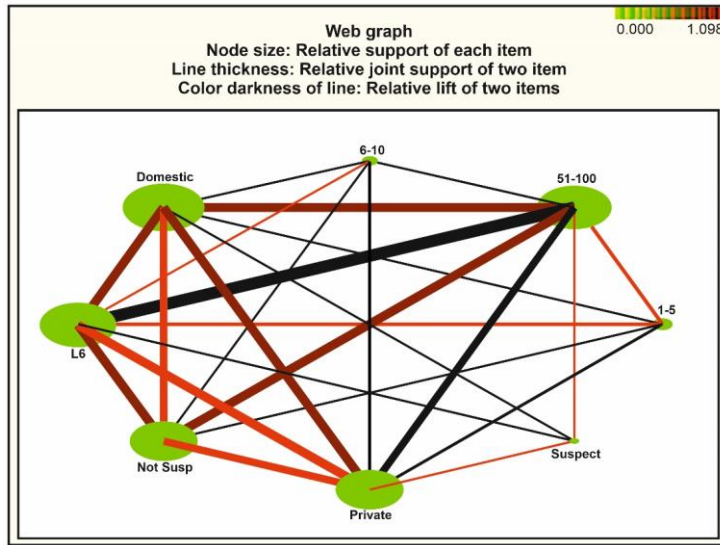 Web graph
Node size: Relative support of each item
Line thickness: Relative joint support of two item
Color darkness of line: Relative lift of two items
0.000 1.098
6-10
Domestic
51-100
1-5
L6
Not Susp
Suspect
Private